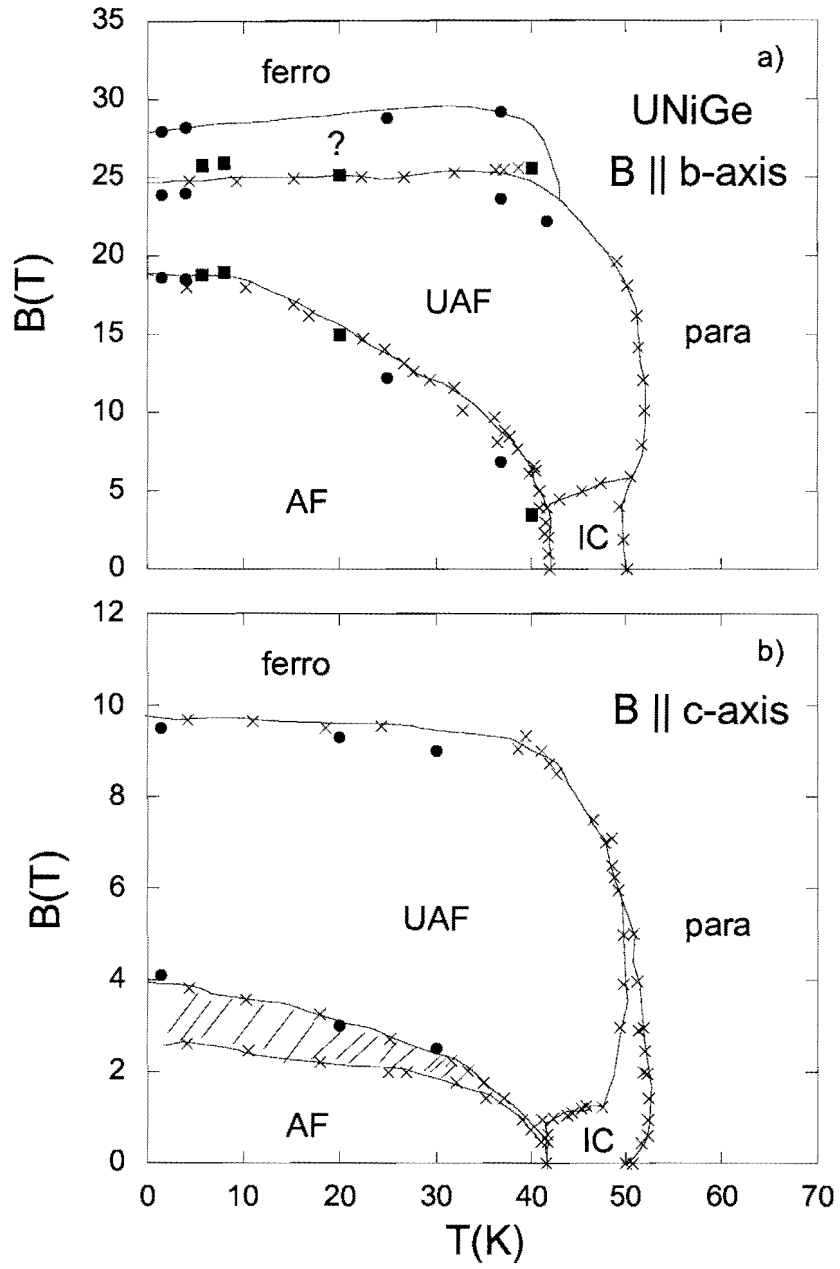 35
30
25
20
15
10
5
0
B(T)
a)
ferro
UNiGe
?
B || b-axis
UAF
para
AF
IC
12
10
8
6
4
2
0
B(T)
b)
ferro
B || c-axis
UAF
para
AF
IC
0 10 20 30 40 50 60 70
T(K)